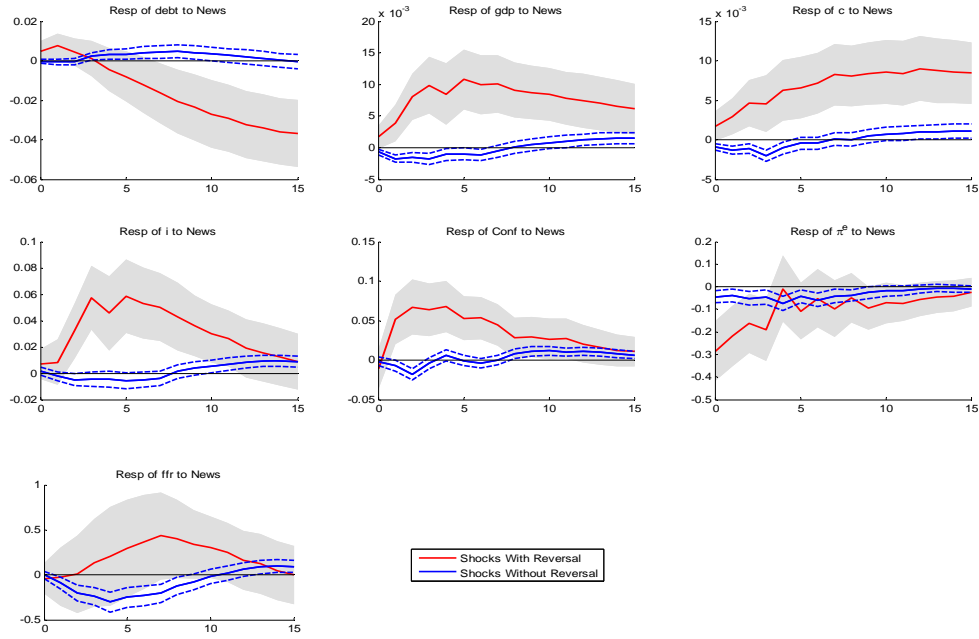 Resp of debt to News
0.02
0
-0.02
-0.04
-0.06
0 5 10 15
Resp of gdp to News
x 10^-3
20
15
10
5
0
-5
0 5 10 15
Resp of c to News
x 10^-3
15
10
5
0
-5
0 5 10 15
Resp of i to News
0.1
0.08
0.06
0.04
0.02
0
0.02
0 5 10 15
Resp of Conf to News
0.15
0.1
0.05
0
0.05
0 5 10 15
Resp of π^e to News
0.2
0.1
0
-0.1
-0.2
-0.3
-0.4
-0.5
0 5 10 15
Resp of ffr to News
1
0.5
0
-0.5
0 5 10 15
Shocks With Reversal
Shocks Without Reversal